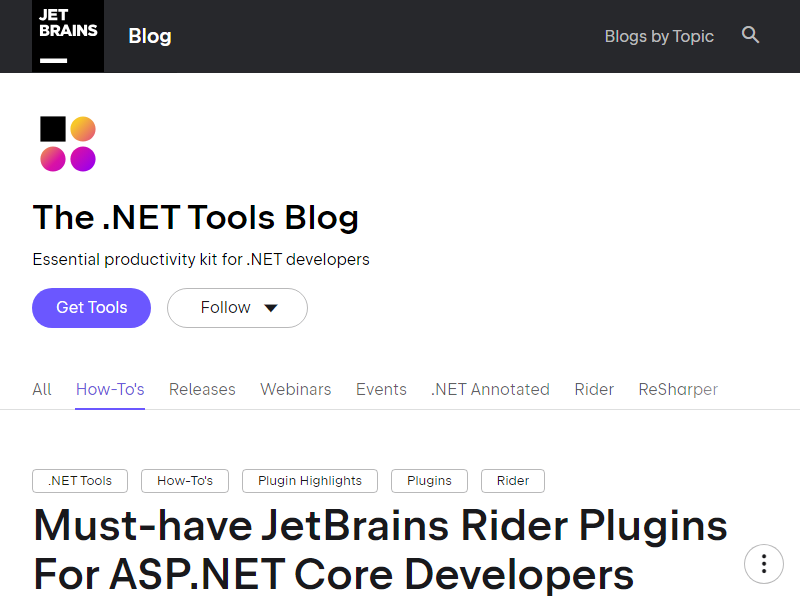 JET
BRAINS
Blog
Blogs by Topic
The .NET Tools Blog
Essential productivity kit for .NET developers
Get Tools
Follow
All How-To's Releases Webinars Events .NET Annotated Rider ReSharper
.NET Tools How-To's Plugin Highlights Plugins Rider
Must-have JetBrains Rider Plugins
For ASP.NET Core Developers